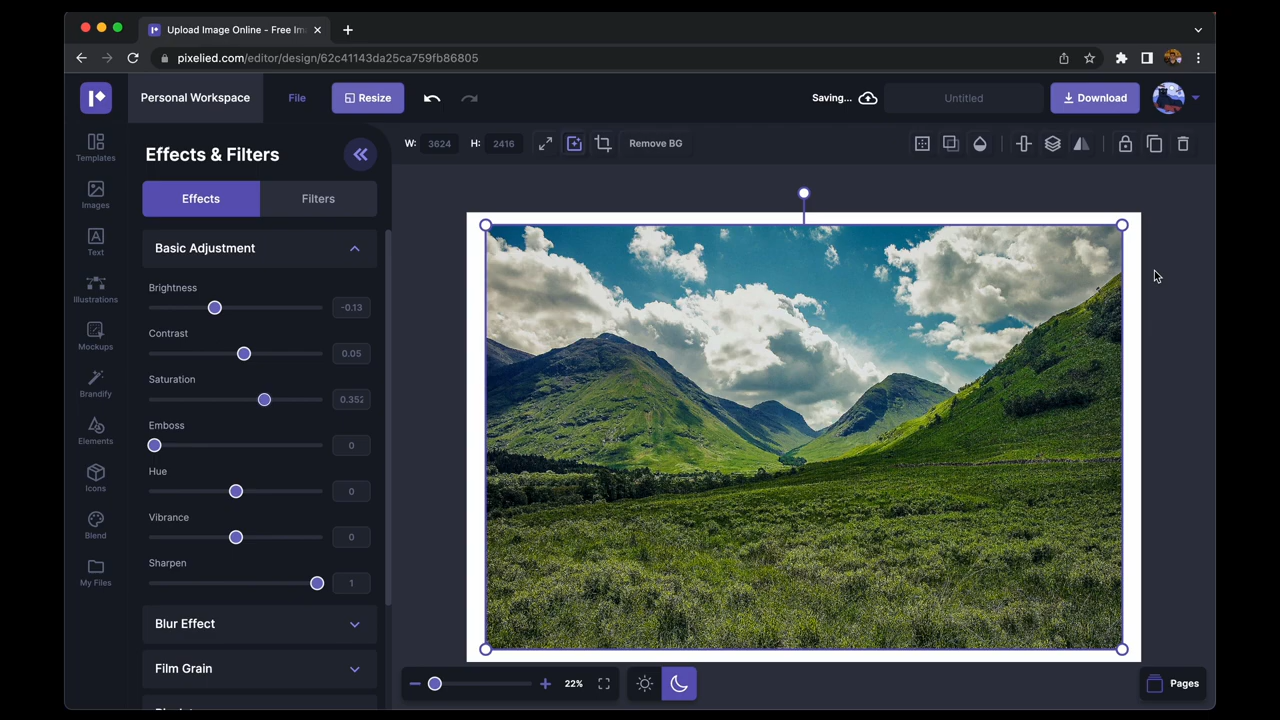 Upload Image Online - Free Im
pixelied.com/editor/design/62c41143da25ca759fb86805
Personal Workspace
File
Resize
Saving...
Untitled
Download
Templates
Images
Text
Illustrations
Mockups
Brandify
Elements
Icons
Blend
My Files
Effects & Filters
Effects
Filters
Basic Adjustment
Brightness
-0.13
Contrast
0.05
Saturation
0.352
Emboss
0
Hue
0
Vibrance
0
Sharpen
1
Blur Effect
Film Grain
W: 3624 H: 2416
Remove BG
22%
Pages